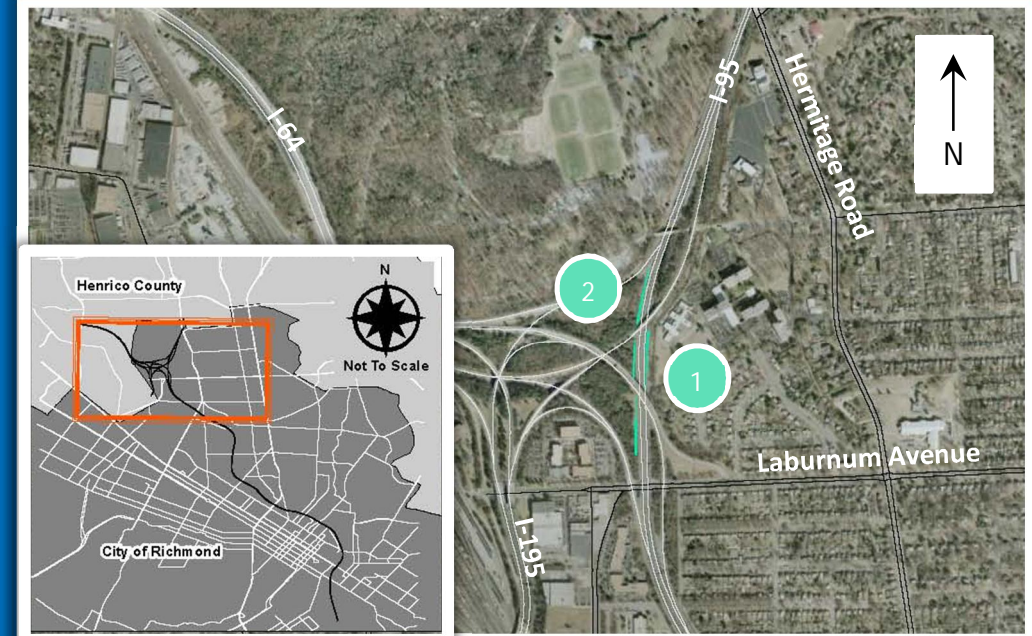 I-95
I-64
Hermitage Road
N
2
1
Laburnum Avenue
I-195
Henrico County
N
Not To Scale
City of Richmond